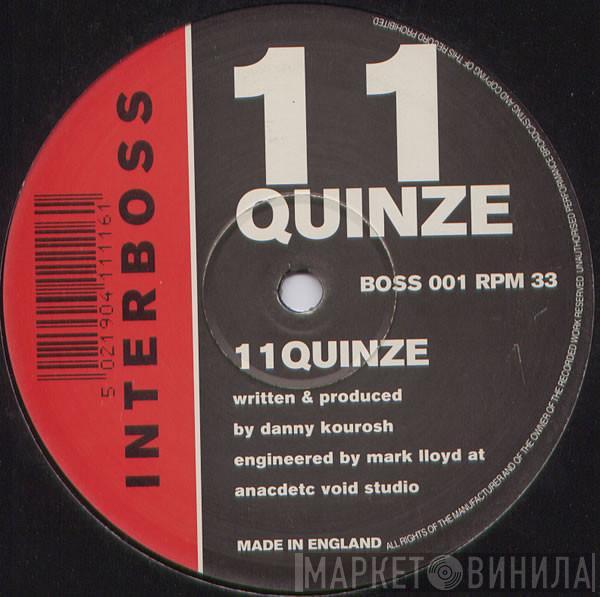 11
QUINZE
BOSS 001 RPM 33
11QUINZE
written & produced
by danny kourosh
engineered by mark lloyd at
anacdetc void studio
MADE IN ENGLAND
INTERBOSS
5 021904 111161
ALL RIGHTS OF THE MANUFACTURER AND OF THE OWNER OF THE RECORDED WORK RESERVED UNAUTHORISED PERFORMANCE BROADCASTING AND COPYING OF THIS RECORD PROHIBITED
МАРКЕТ ВИНИЛА